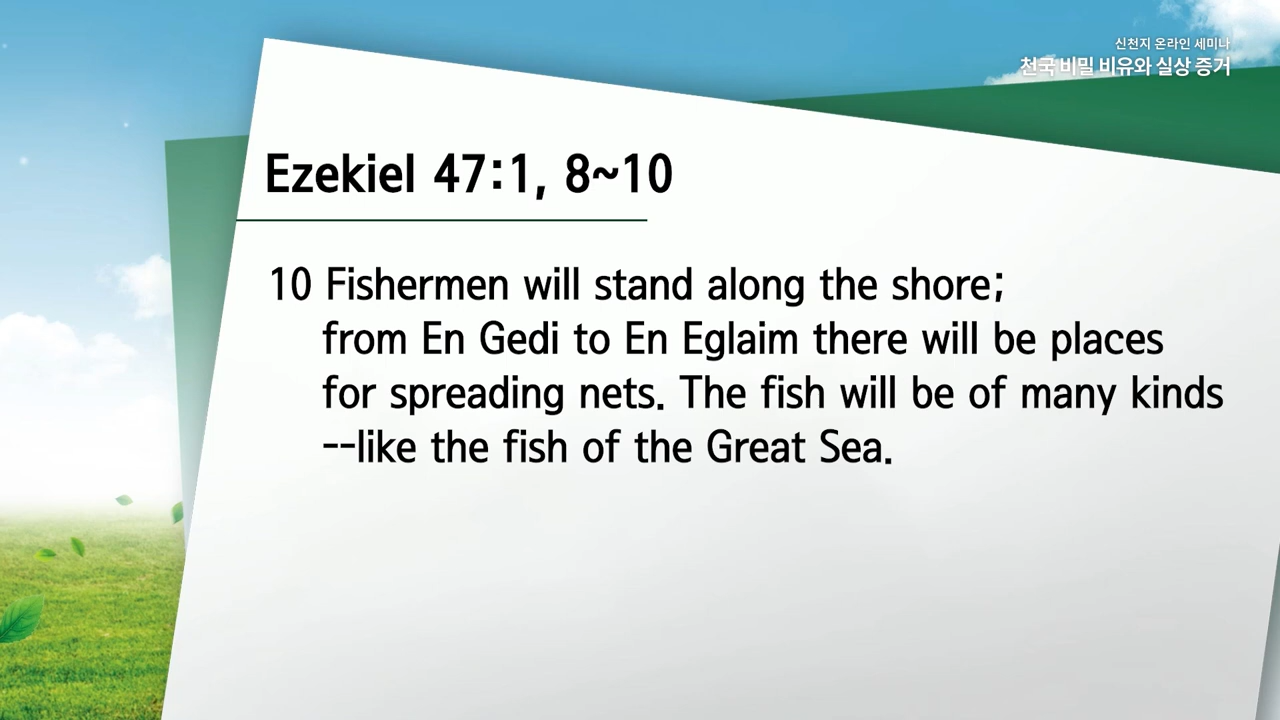 신천지 온라인 세미나
천국 비밀 비유와 실상 증거
Ezekiel 47:1, 8~10
10 Fishermen will stand along the shore;
from En Gedi to En Eglaim there will be places
for spreading nets. The fish will be of many kinds
--like the fish of the Great Sea.